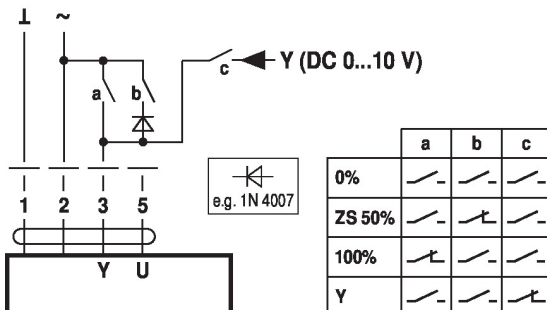 ⊥ ~
Y (DC 0...10 V)
c
a b
e.g. 1N 4007
1 2 3 5
Y U
a b c
0%
ZS 50%
100%
Y